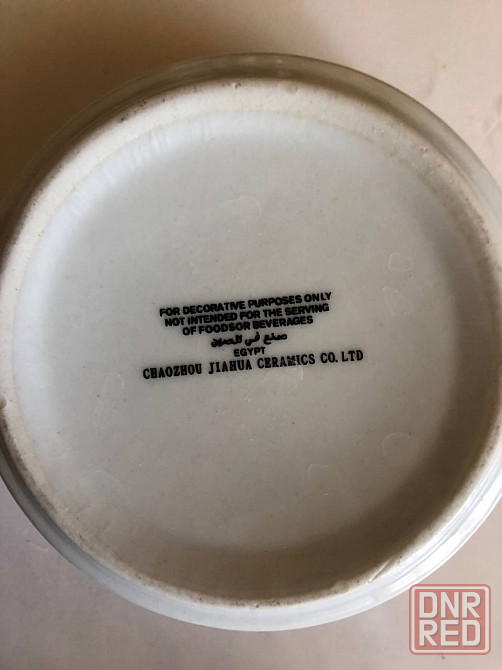 FOR DECORATIVE PURPOSES ONLY
NOT INTENDED FOR THE SERVING
OF FOODSOR BEVERAGES
صنع في الصين
EGYPT
CHAOZHOU JIAHUA CERAMICS CO. LTD
DNR
RED